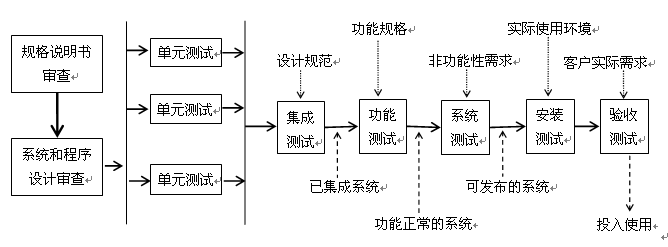 规格说明书
审查
系统和程序
设计审查
单元测试
单元测试
单元测试
设计规范
功能规格
非功能性需求
实际使用环境
客户实际需求
集成
测试
功能
测试
系统
测试
安装
测试
验收
测试
已集成系统
功能正常的系统
可发布的系统
投入使用